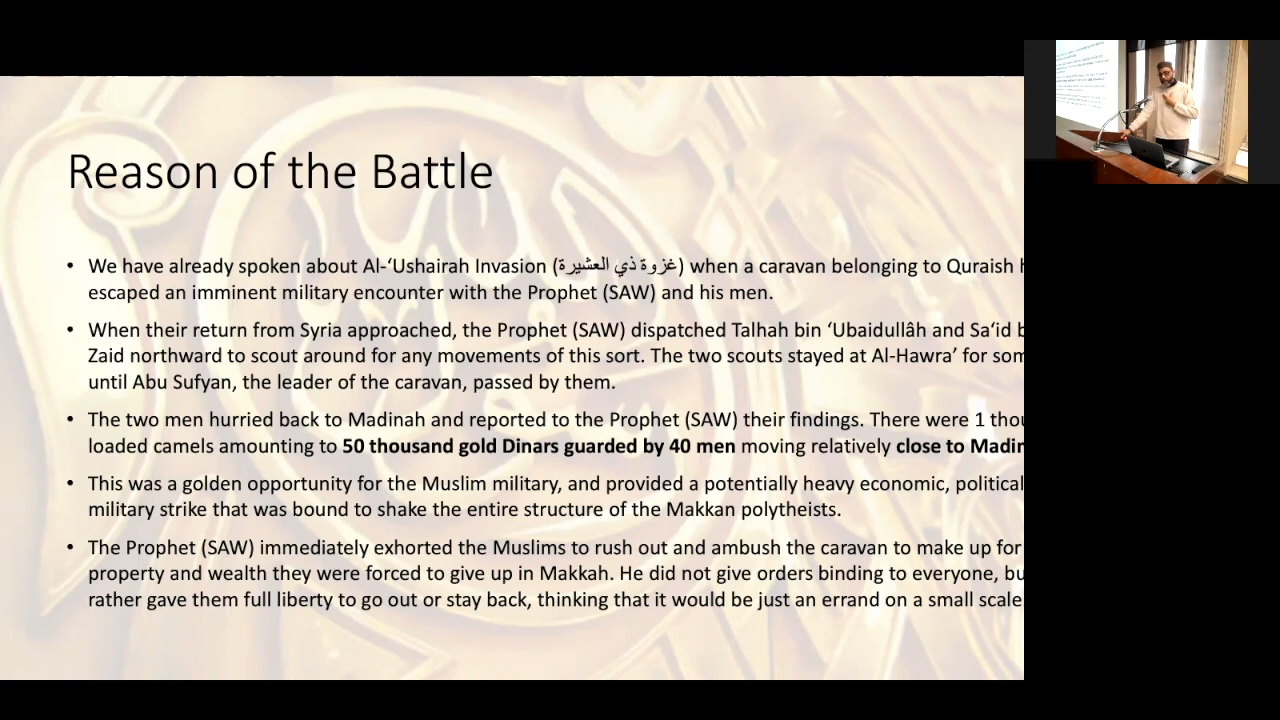 Reason of the Battle
• We have already spoken about Al-‘Ushairah Invasion (غزوة ذي العشيرة) when a caravan belonging to Quraish
escaped an imminent military encounter with the Prophet (SAW) and his men.
• When their return from Syria approached, the Prophet (SAW) dispatched Talhah bin ‘Ubaidullâh and Sa‘id
Zaid northward to scout around for any movements of this sort. The two scouts stayed at Al-Hawra’ for
until Abu Sufyan, the leader of the caravan, passed by them.
• The two men hurried back to Madinah and reported to the Prophet (SAW) their findings. There were 1
loaded camels amounting to 50 thousand gold Dinars guarded by 40 men moving relatively close to
• This was a golden opportunity for the Muslim military, and provided a potentially heavy economic, political
military strike that was bound to shake the entire structure of the Makkan polytheists.
• The Prophet (SAW) immediately exhorted the Muslims to rush out and ambush the caravan to make up for
property and wealth they were forced to give up in Makkah. He did not give orders binding to everyone,
rather gave them full liberty to go out or stay back, thinking that it would be just an errand on a small scale